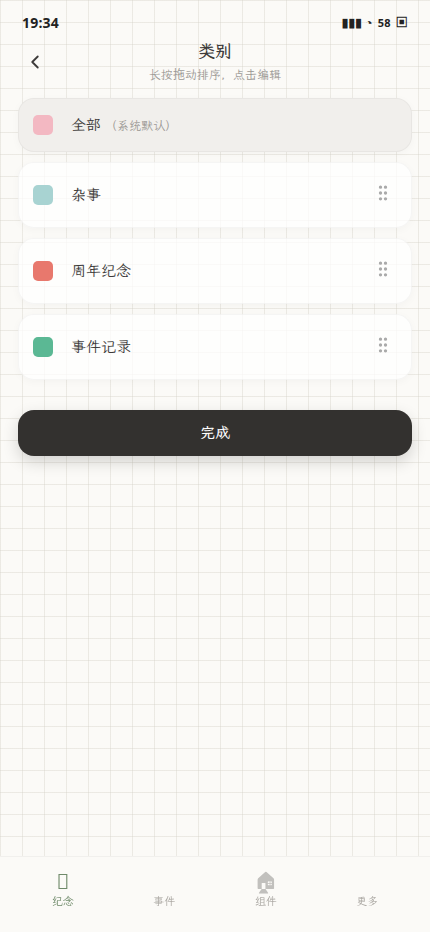 19:34
58
类别
长按拖动排序，点击编辑
全部 （系统默认）
杂事
周年纪念
事件记录
完成
纪念 事件 组件 更多